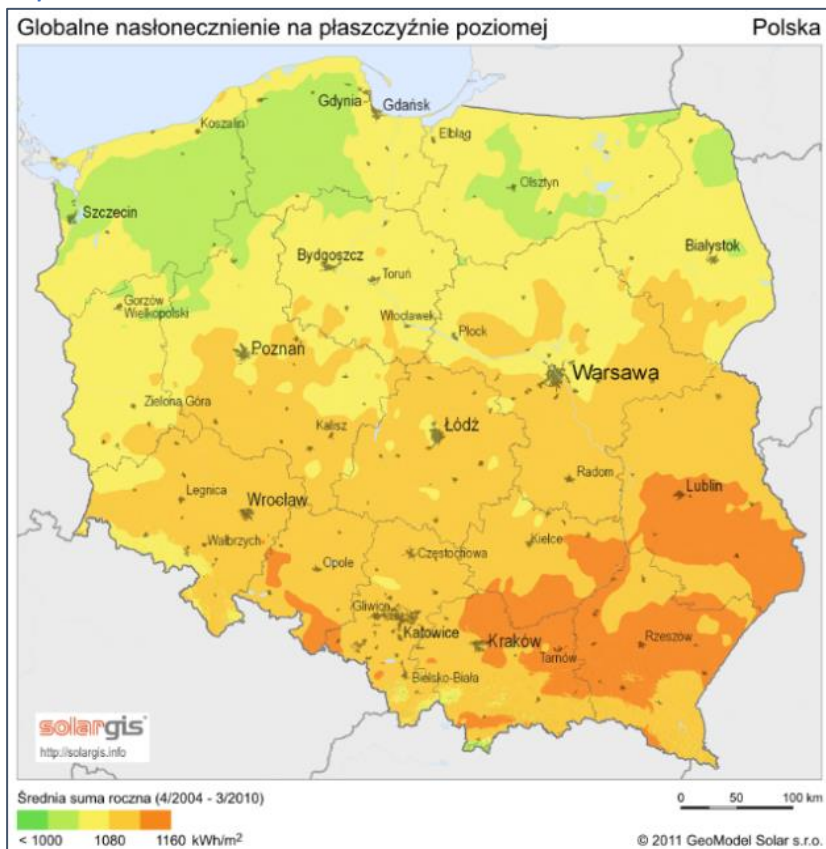 Globalne nasłonecznienie na płaszczyźnie poziomej
Polska
Gdynia
Gdańsk
Koszalin
Elbląg
Olsztyn
Szczecin
Bydgoszcz
Białystok
Toruń
Gorzów
Wielkopolski
Włocławek
Płock
Poznań
Warsawa
Zielona Góra
Kalisz
Łódź
Radom
Legnica
Wrocław
Lublin
Wałbrzych
Kielce
Opole
Częstochowa
Gliwice
Katowice
Kraków
Tarnów
Rzeszów
Bielsko-Biała
solargis
http://solargis.info
Średnia suma roczna (4/2004 - 3/2010)
0 50 100 km
< 1000 1080 1160 kWh/m²
© 2011 GeoModel Solar s.r.o.